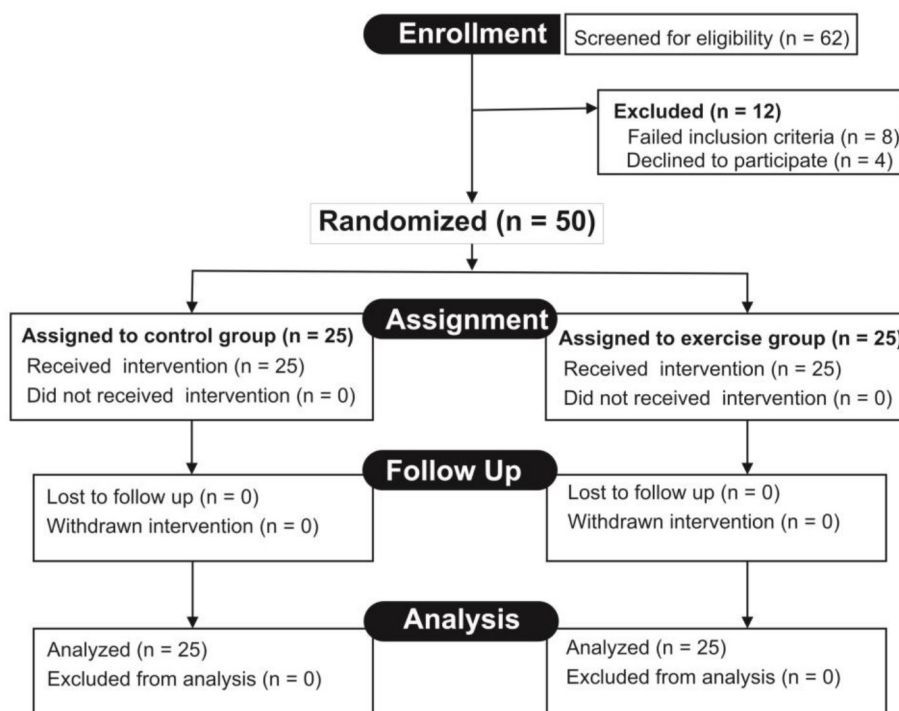 Enrollment
Screened for eligibility (n = 62)
Excluded (n = 12)
Failed inclusion criteria (n = 8)
Declined to participate (n = 4)
Randomized (n = 50)
Assignment
Assigned to control group (n = 25)
Received intervention (n = 25)
Did not received intervention (n = 0)
Assigned to exercise group (n = 25)
Received intervention (n = 25)
Did not received intervention (n = 0)
Follow Up
Lost to follow up (n = 0)
Withdrawn intervention (n = 0)
Lost to follow up (n = 0)
Withdrawn intervention (n = 0)
Analysis
Analyzed (n = 25)
Excluded from analysis (n = 0)
Analyzed (n = 25)
Excluded from analysis (n = 0)